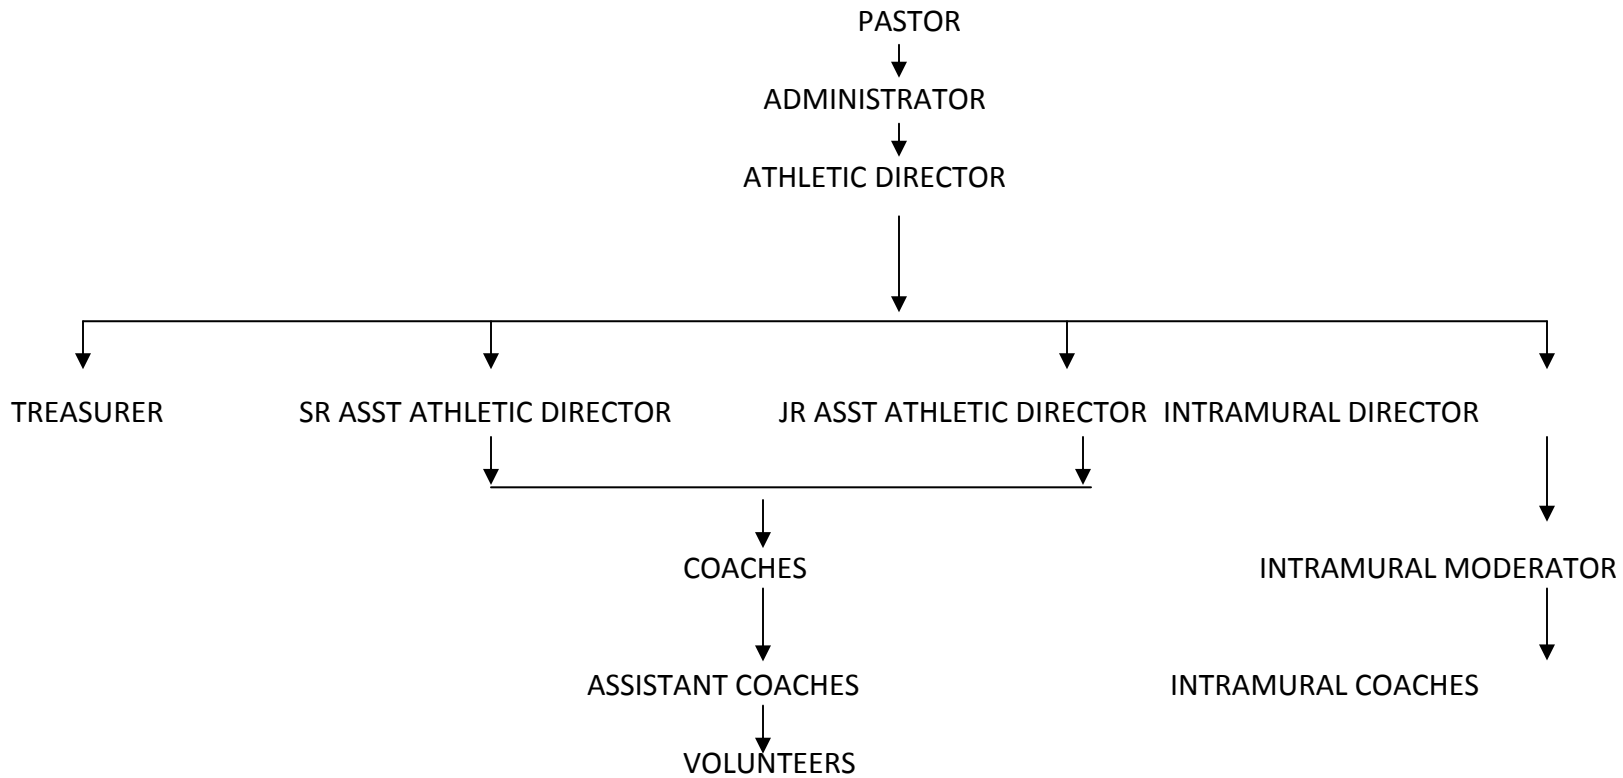 PASTOR
ADMINISTRATOR
ATHLETIC DIRECTOR
TREASURER SR ASST ATHLETIC DIRECTOR JR ASST ATHLETIC DIRECTOR INTRAMURAL DIRECTOR
COACHES INTRAMURAL MODERATOR
ASSISTANT COACHES INTRAMURAL COACHES
VOLUNTEERS